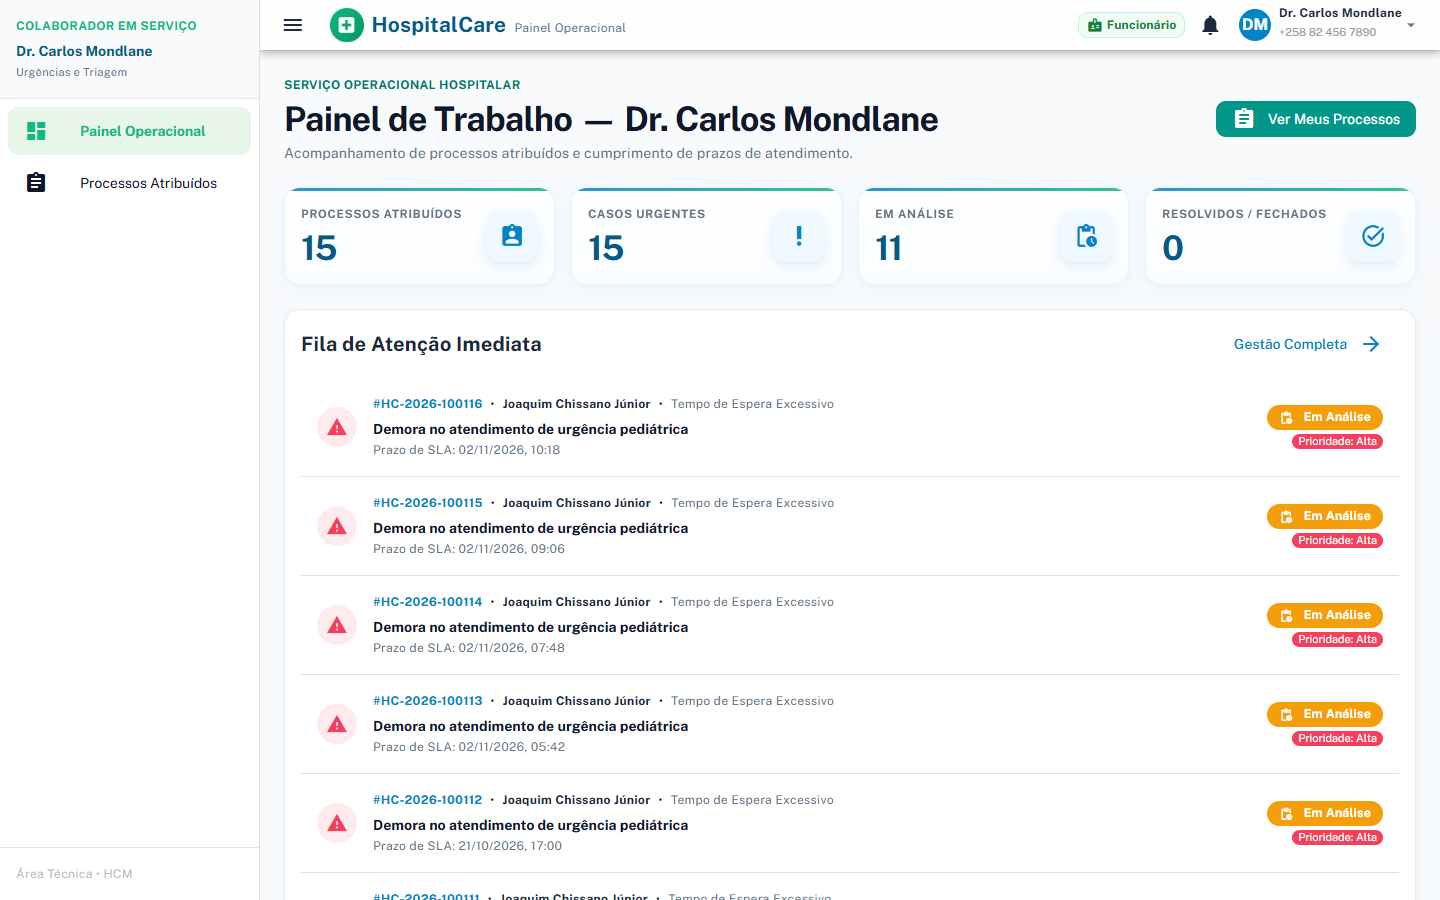 COLABORADOR EM SERVIÇO
Dr. Carlos Mondlane
Urgências e Triagem
Painel Operacional
Processos Atribuídos
Área Técnica • HCM
HospitalCare Painel Operacional
Funcionário
DM
Dr. Carlos Mondlane
+258 82 456 7890
SERVIÇO OPERACIONAL HOSPITALAR
Painel de Trabalho — Dr. Carlos Mondlane
Acompanhamento de processos atribuídos e cumprimento de prazos de atendimento.
Ver Meus Processos
PROCESSOS ATRIBUÍDOS
15
CASOS URGENTES
15
EM ANÁLISE
11
RESOLVIDOS / FECHADOS
0
Fila de Atenção Imediata
Gestão Completa
#HC-2026-100116 • Joaquim Chissano Júnior • Tempo de Espera Excessivo
Demora no atendimento de urgência pediátrica
Prazo de SLA: 02/11/2026, 10:18
Em Análise
Prioridade: Alta
#HC-2026-100115 • Joaquim Chissano Júnior • Tempo de Espera Excessivo
Demora no atendimento de urgência pediátrica
Prazo de SLA: 02/11/2026, 09:06
Em Análise
Prioridade: Alta
#HC-2026-100114 • Joaquim Chissano Júnior • Tempo de Espera Excessivo
Demora no atendimento de urgência pediátrica
Prazo de SLA: 02/11/2026, 07:48
Em Análise
Prioridade: Alta
#HC-2026-100113 • Joaquim Chissano Júnior • Tempo de Espera Excessivo
Demora no atendimento de urgência pediátrica
Prazo de SLA: 02/11/2026, 05:42
Em Análise
Prioridade: Alta
#HC-2026-100112 • Joaquim Chissano Júnior • Tempo de Espera Excessivo
Demora no atendimento de urgência pediátrica
Prazo de SLA: 21/10/2026, 17:00
Em Análise
Prioridade: Alta
#HC-2026-100111 • Joaquim Chissano Júnior • Tempo de Espera Excessivo